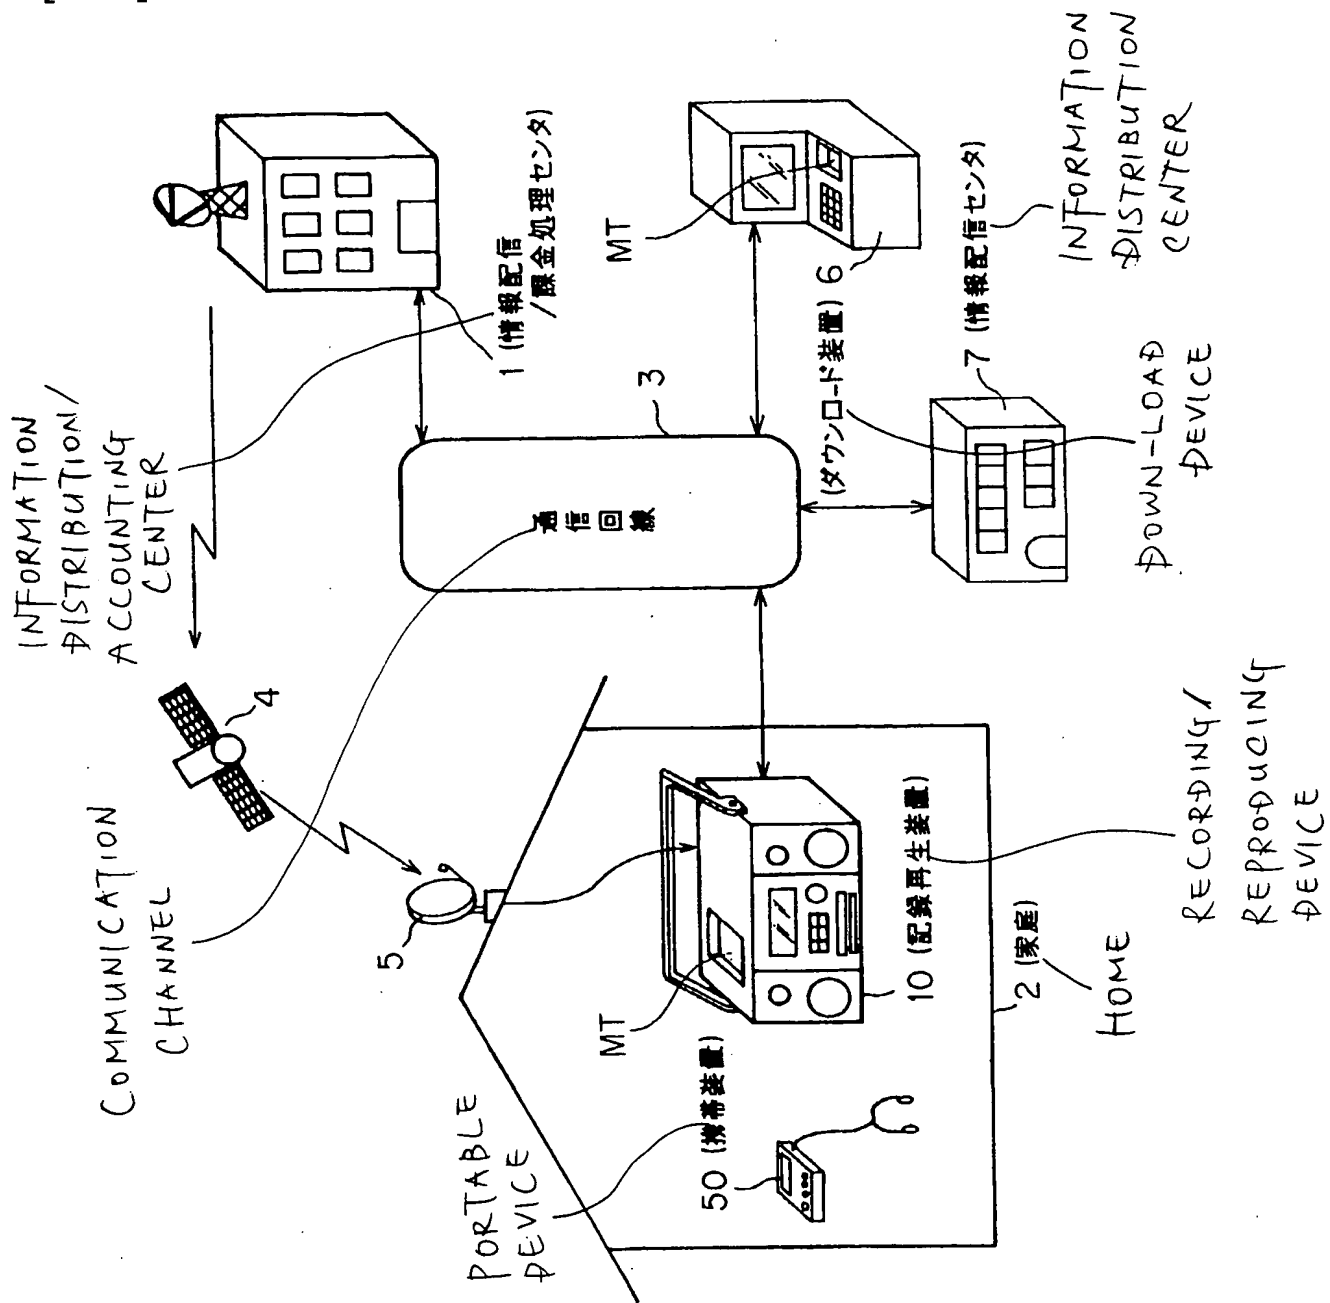 INFORMATION
DISTRIBUTION/
ACCOUNTING
CENTER
1 (情報配信
/課金処理センタ)
4
COMMUNICATION
CHANNEL
3
通信回線
5
MT
MT
(ダウンロード装置) 6
7 (情報配信センタ)
INFORMATION
DISTRIBUTION
CENTER
DOWN-LOAD
DEVICE
PORTABLE
DEVICE
50 (携帯装置)
10 (記録再生装置)
2 (家庭)
HOME
RECORDING/
REPRODUCING
DEVICE